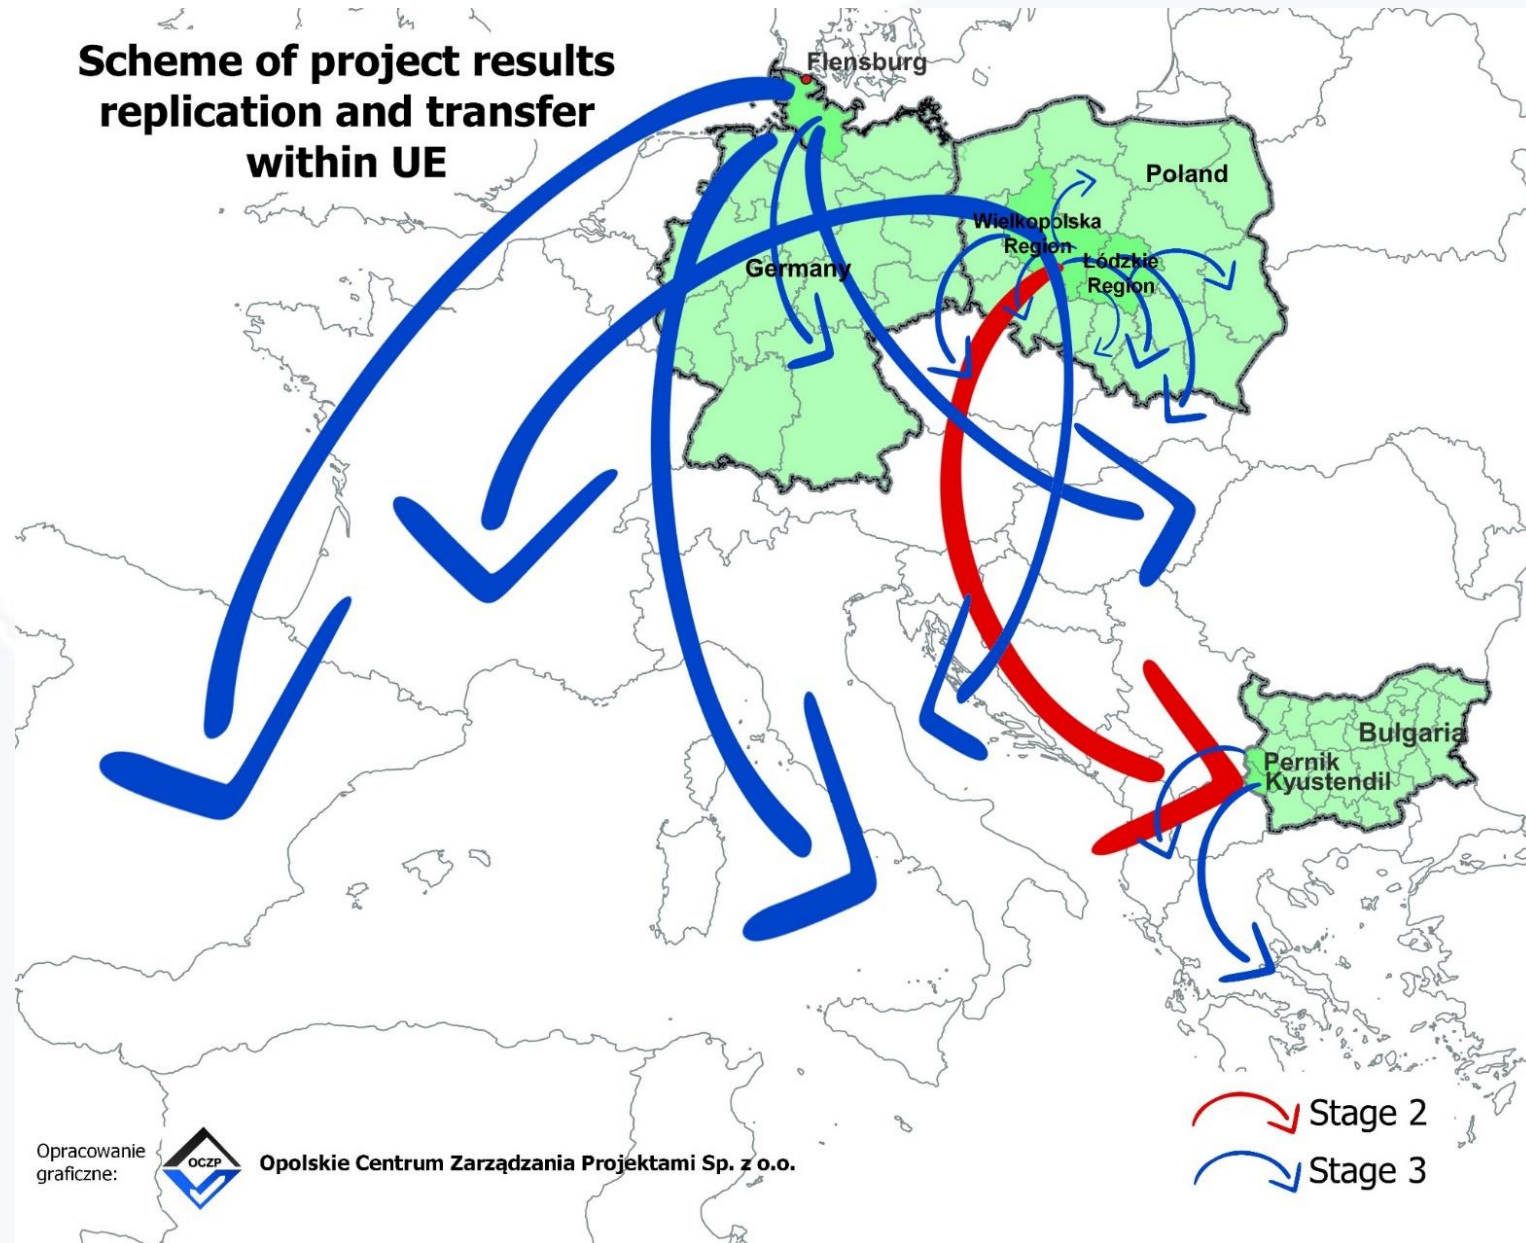 Scheme of project results
replication and transfer
within UE
Flensburg
Poland
Wielkopolska
Region
Łódzkie
Region
Germany
Bulgaria
Pernik
Kyustendil
Stage 2
Stage 3
Opracowanie
graficzne:
OCZP
Opolskie Centrum Zarządzania Projektami Sp. z o.o.